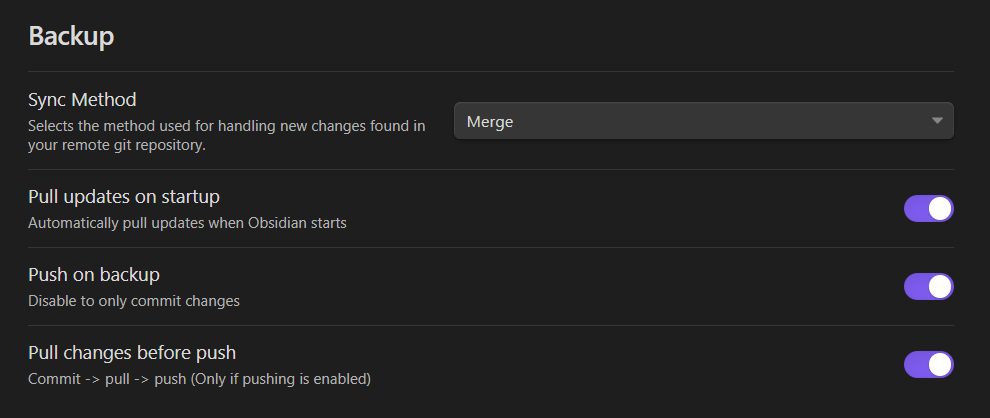 Backup
Sync Method
Selects the method used for handling new changes found in
your remote git repository.
Merge
Pull updates on startup
Automatically pull updates when Obsidian starts
Push on backup
Disable to only commit changes
Pull changes before push
Commit -> pull -> push (Only if pushing is enabled)